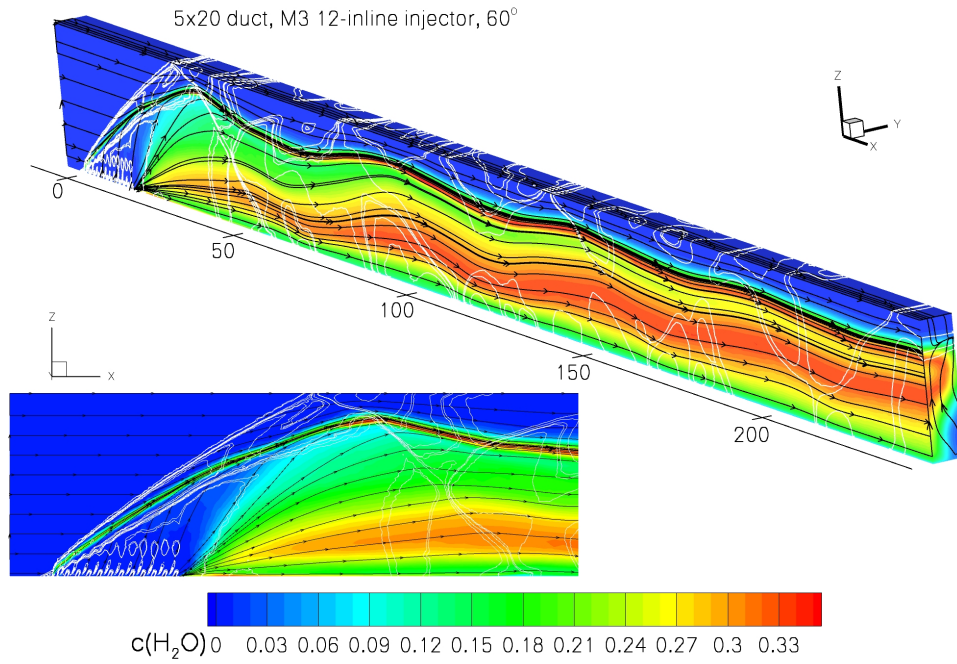 5x20 duct, M3 12-inline injector, 60°
Z
Y
X
0
50
100
150
200
Z
Y X
c(H₂O) 0 0.03 0.06 0.09 0.12 0.15 0.18 0.21 0.24 0.27 0.3 0.33